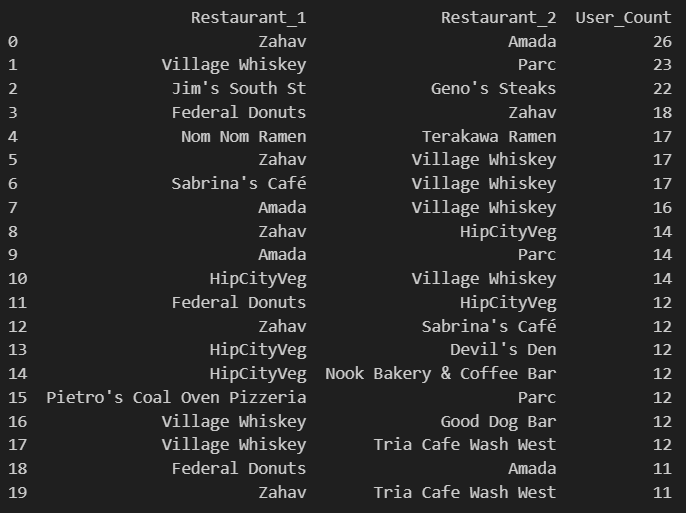 Restaurant_1 Restaurant_2 User_Count
0 Zahav Amada 26
1 Village Whiskey Parc 23
2 Jim's South St Geno's Steaks 22
3 Federal Donuts Zahav 18
4 Nom Nom Ramen Terakawa Ramen 17
5 Zahav Village Whiskey 17
6 Sabrina's Café Village Whiskey 17
7 Amada Village Whiskey 16
8 Zahav HipCityVeg 14
9 Amada Parc 14
10 HipCityVeg Village Whiskey 14
11 Federal Donuts HipCityVeg 12
12 Zahav Sabrina's Café 12
13 HipCityVeg Devil's Den 12
14 HipCityVeg Nook Bakery & Coffee Bar 12
15 Pietro's Coal Oven Pizzeria Parc 12
16 Village Whiskey Good Dog Bar 12
17 Village Whiskey Tria Cafe Wash West 12
18 Federal Donuts Amada 11
19 Zahav Tria Cafe Wash West 11